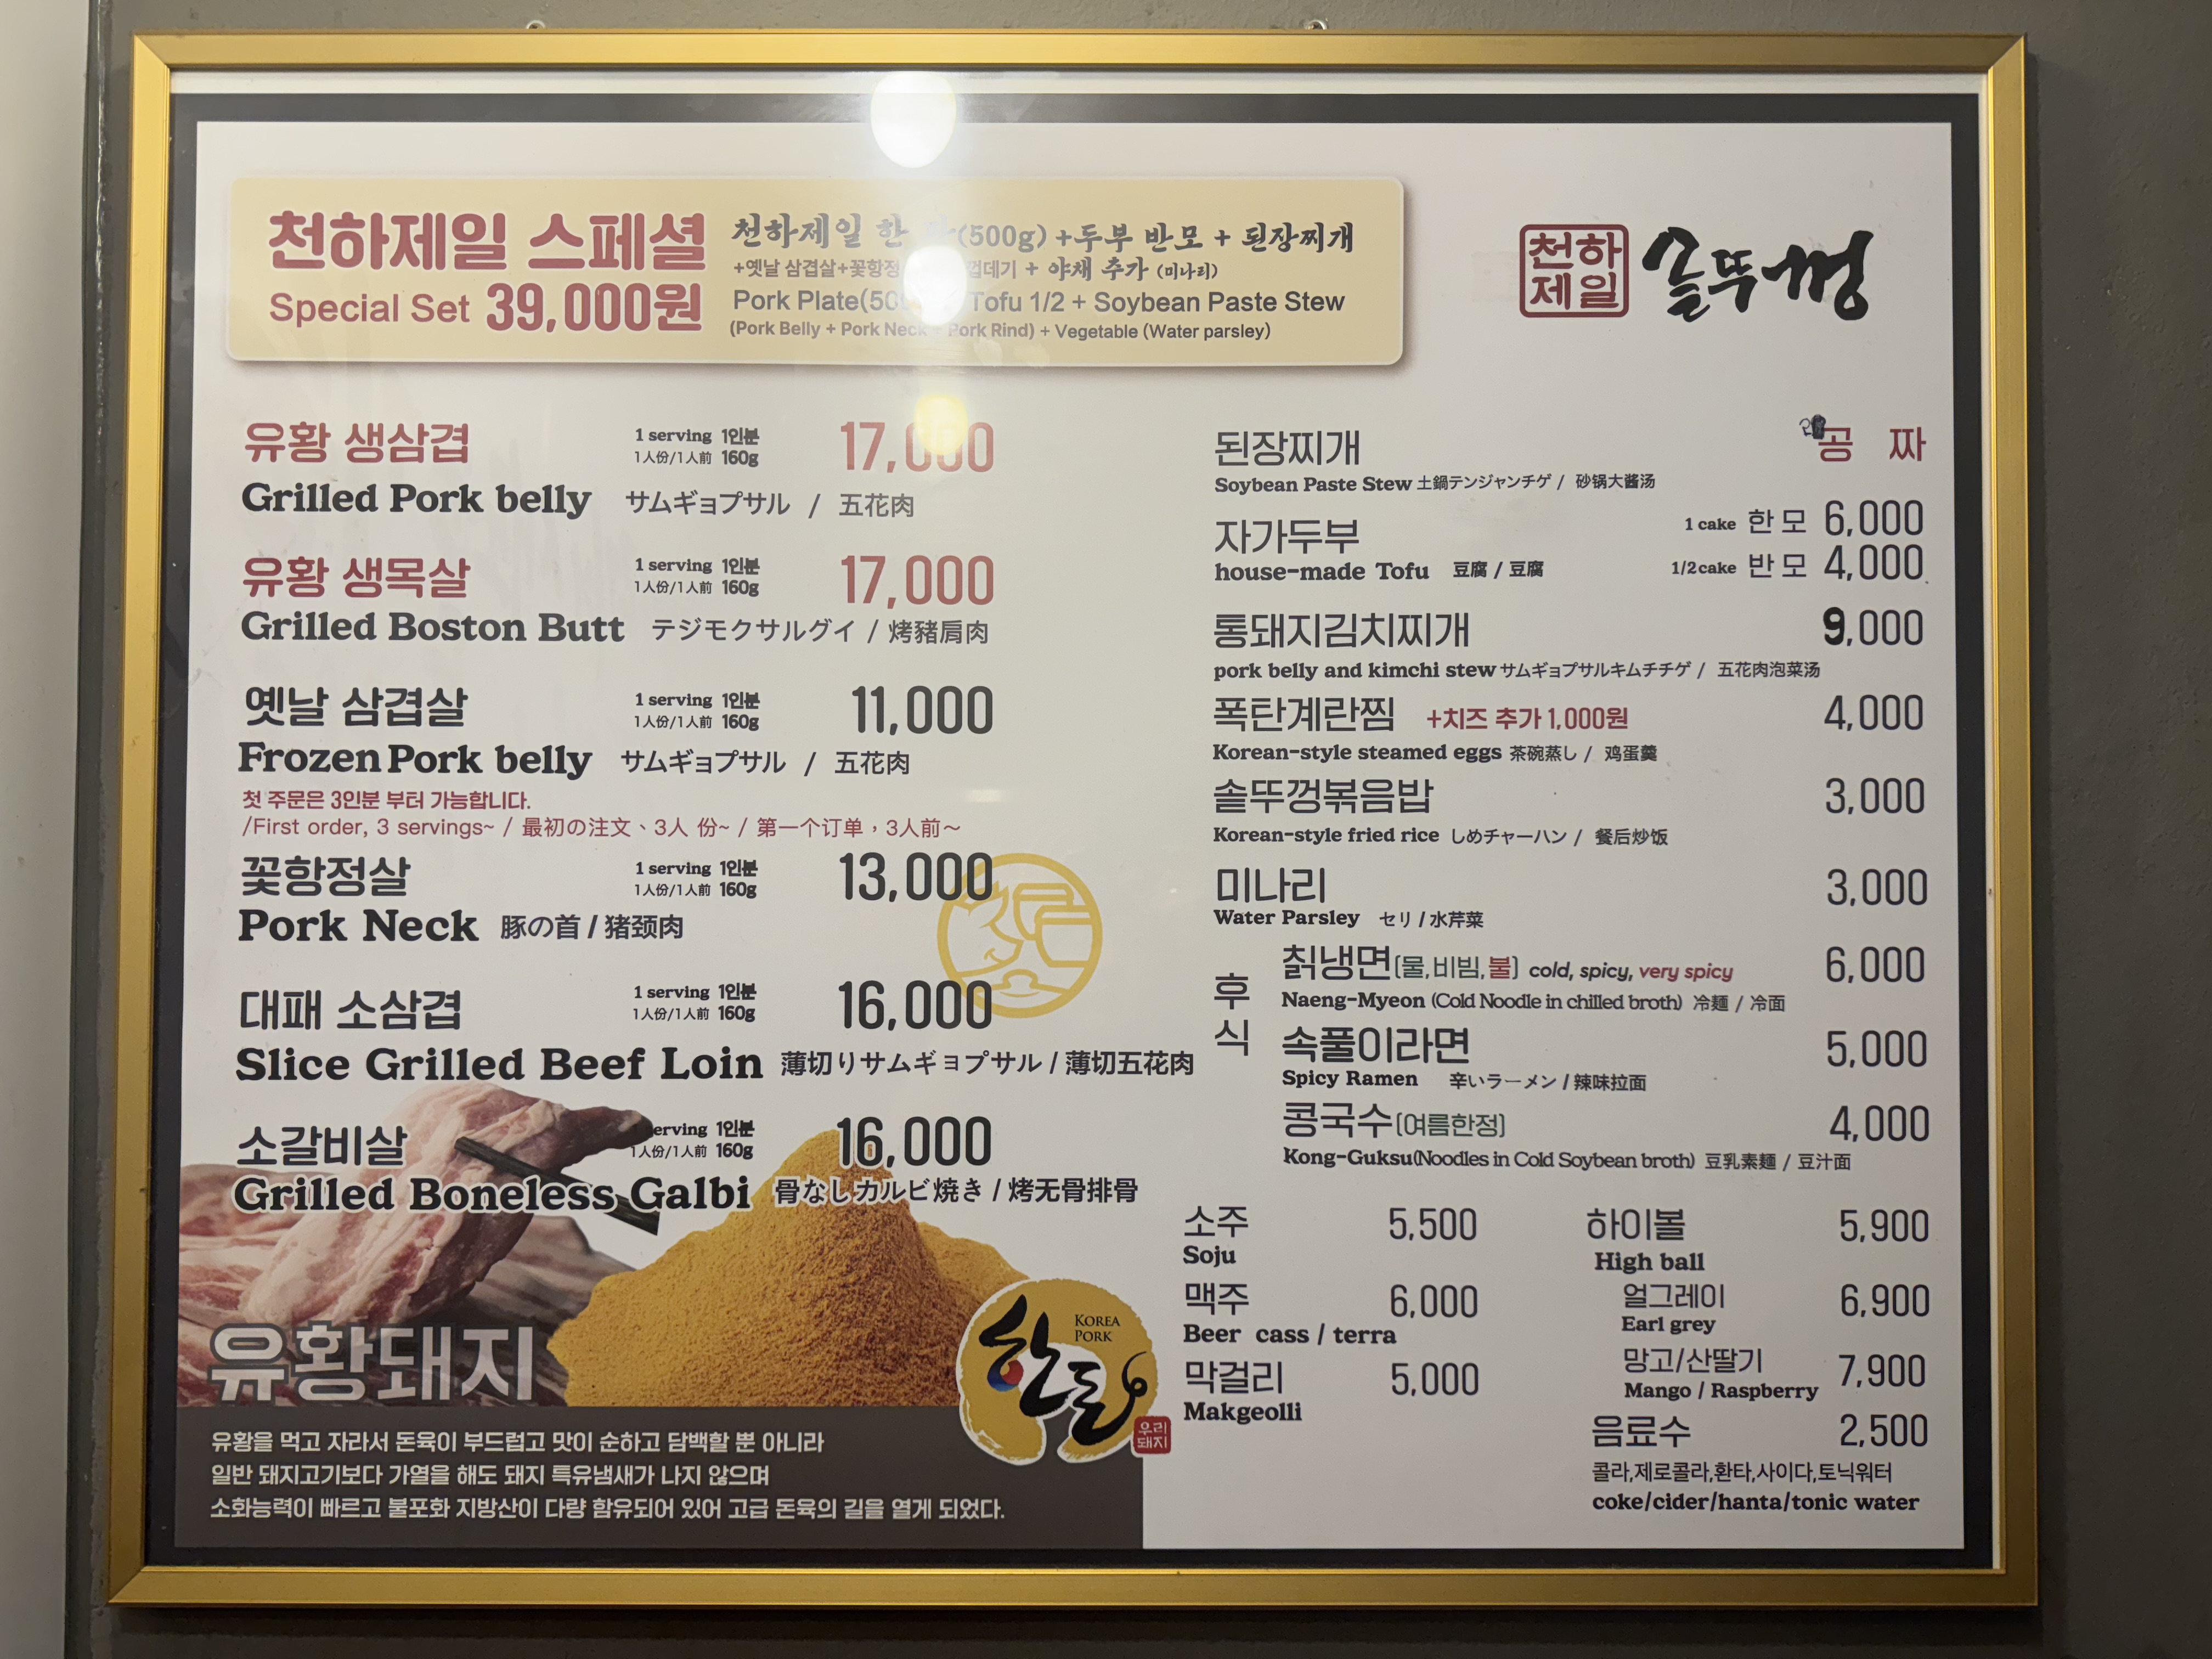 천하제일 스페셜
Special Set 39,000원
천하제일 한 (500g) +두부 반모 + 된장찌개
+옛날 삼겹살+꽃항정 껍데기 + 야채 추가 (미나리)
Pork Plate(500 Tofu 1/2 + Soybean Paste Stew
(Pork Belly + Pork Neck + Pork Rind) + Vegetable (Water parsley)
천하제일 솥뚜껑
유황 생삼겹 1 serving 1인분 17,000
1人份/1人前 160g
Grilled Pork belly サムギョプサル / 五花肉
유황 생목살 1 serving 1인분 17,000
1人份/1人前 160g
Grilled Boston Butt テジモクサルグイ / 烤豬肩肉
옛날 삼겹살 1 serving 1인분 11,000
1人份/1人前 160g
Frozen Pork belly サムギョプサル / 五花肉
첫 주문은 3인분 부터 가능합니다.
/First order, 3 servings~ / 最初の注文、3人 份~ / 第一个订单，3人前~
꽃항정살 1 serving 1인분 13,000
1人份/1人前 160g
Pork Neck 豚の首 / 猪颈肉
대패 소삼겹 1 serving 1인분 16,000
1人份/1人前 160g
Slice Grilled Beef Loin 薄切りサムギョプサル / 薄切五花肉
소갈비살 serving 1인분 16,000
1人份/1人前 160g
Grilled Boneless Galbi 骨なしカルビ焼き / 烤无骨排骨
유황돼지
KOREA
PORK
한돈
우리
돼지
유황을 먹고 자라서 돈육이 부드럽고 맛이 순하고 담백할 뿐 아니라
일반 돼지고기보다 가열을 해도 돼지 특유냄새가 나지 않으며
소화능력이 빠르고 불포화 지방산이 다량 함유되어 있어 고급 돈육의 길을 열게 되었다.
된장찌개 공 짜
Soybean Paste Stew 土鍋テンジャンチゲ / 砂锅大酱汤
자가두부 1 cake 한 모 6,000
house-made Tofu 豆腐 / 豆腐 1/2 cake 반 모 4,000
통돼지김치찌개 9,000
pork belly and kimchi stew サムギョプサルキムチチゲ / 五花肉泡菜汤
폭탄계란찜 +치즈 추가 1,000원 4,000
Korean-style steamed eggs 茶碗蒸し / 鸡蛋羹
솥뚜껑볶음밥 3,000
Korean-style fried rice しめチャーハン / 餐后炒饭
미나리 3,000
Water Parsley セリ / 水芹菜
후식
칡냉면(물,비빔,불) cold, spicy, very spicy 6,000
Naeng-Myeon (Cold Noodle in chilled broth) 冷麺 / 冷面
속풀이라면 5,000
Spicy Ramen 辛いラーメン / 辣味拉面
콩국수(여름한정) 4,000
Kong-Guksu(Noodles in Cold Soybean broth) 豆乳素麺 / 豆汁面
소주 5,500
Soju
맥주 6,000
Beer cass / terra
막걸리 5,000
Makgeolli
하이볼 5,900
High ball
얼그레이 6,900
Earl grey
망고/산딸기 7,900
Mango / Raspberry
음료수 2,500
콜라,제로콜라,환타,사이다,토닉워터
coke/cider/hanta/tonic water